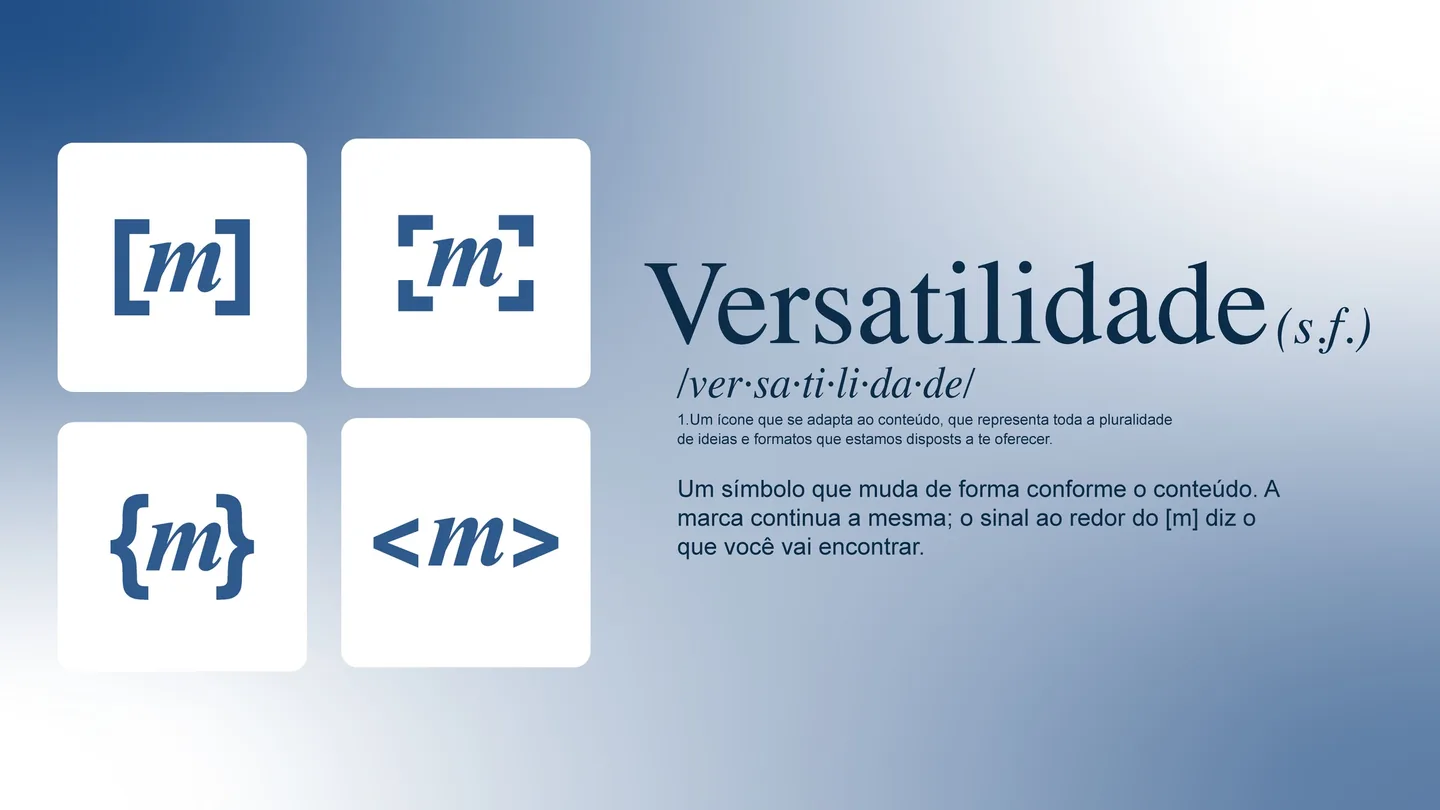 [m]
[m]
{m}
<m>
Versatilidade (s.f.)
/ver·sa·ti·li·da·de/
1.Um ícone que se adapta ao conteúdo, que representa toda a pluralidade
de ideias e formatos que estamos disposts a te oferecer.
Um símbolo que muda de forma conforme o conteúdo. A
marca continua a mesma; o sinal ao redor do [m] diz o
que você vai encontrar.